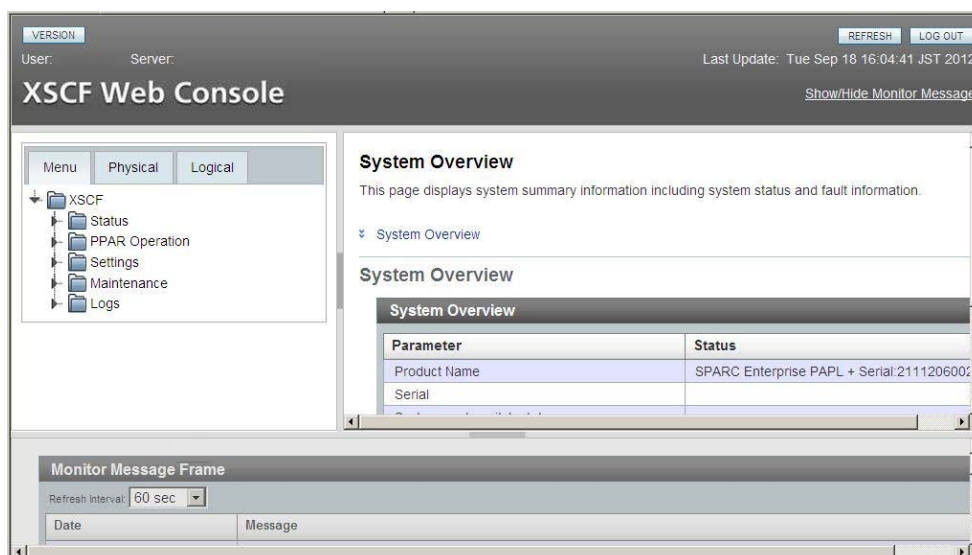 VERSION
REFRESH LOG OUT
User: Server:
Last Update: Tue Sep 18 16:04:41 JST 2012
XSCF Web Console
Show/Hide Monitor Message
Menu Physical Logical
XSCF
Status
PPAR Operation
Settings
Maintenance
Logs
System Overview
This page displays system summary information including system status and fault information.
System Overview
System Overview
System Overview
Parameter Status
Product Name SPARC Enterprise PAPL + Serial:2111206002
Serial
Monitor Message Frame
Refresh Interval: 60 sec
Date Message